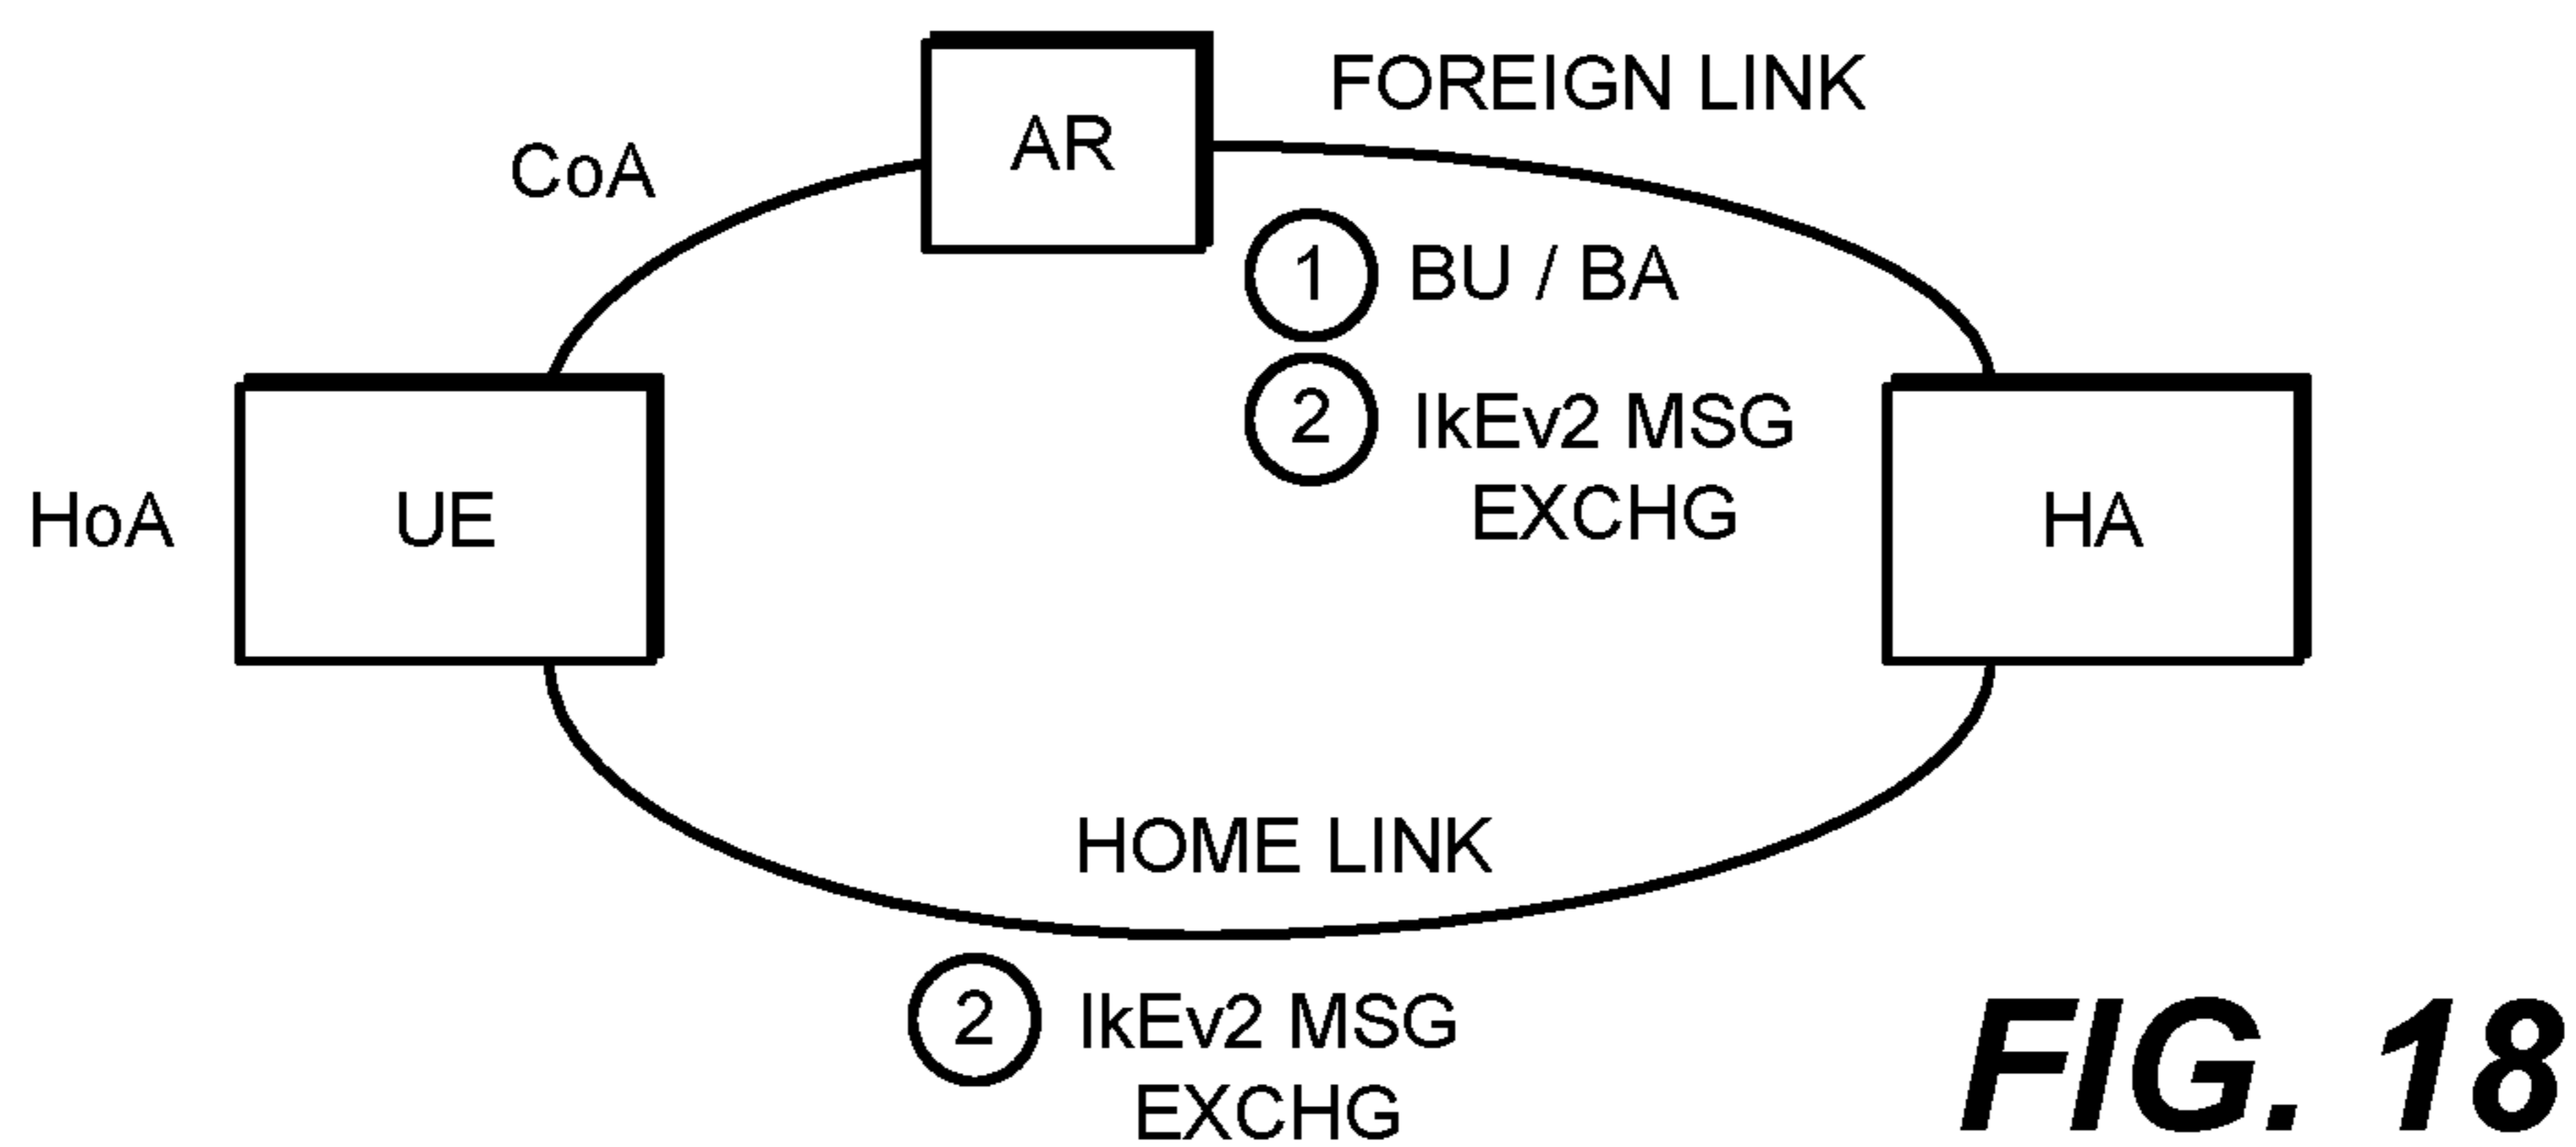 FOREIGN LINK
AR
CoA
1 BU / BA
2 IkEv2 MSG
EXCHG
HoA
UE
HA
HOME LINK
2 IkEv2 MSG
EXCHG
FIG. 18